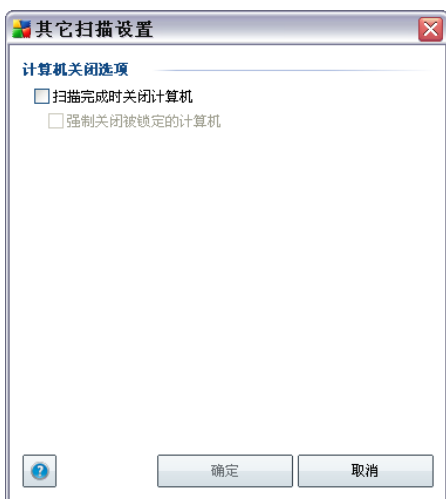 其它扫描设置
计算机关闭选项
扫描完成时关闭计算机
强制关闭被锁定的计算机
确定
取消